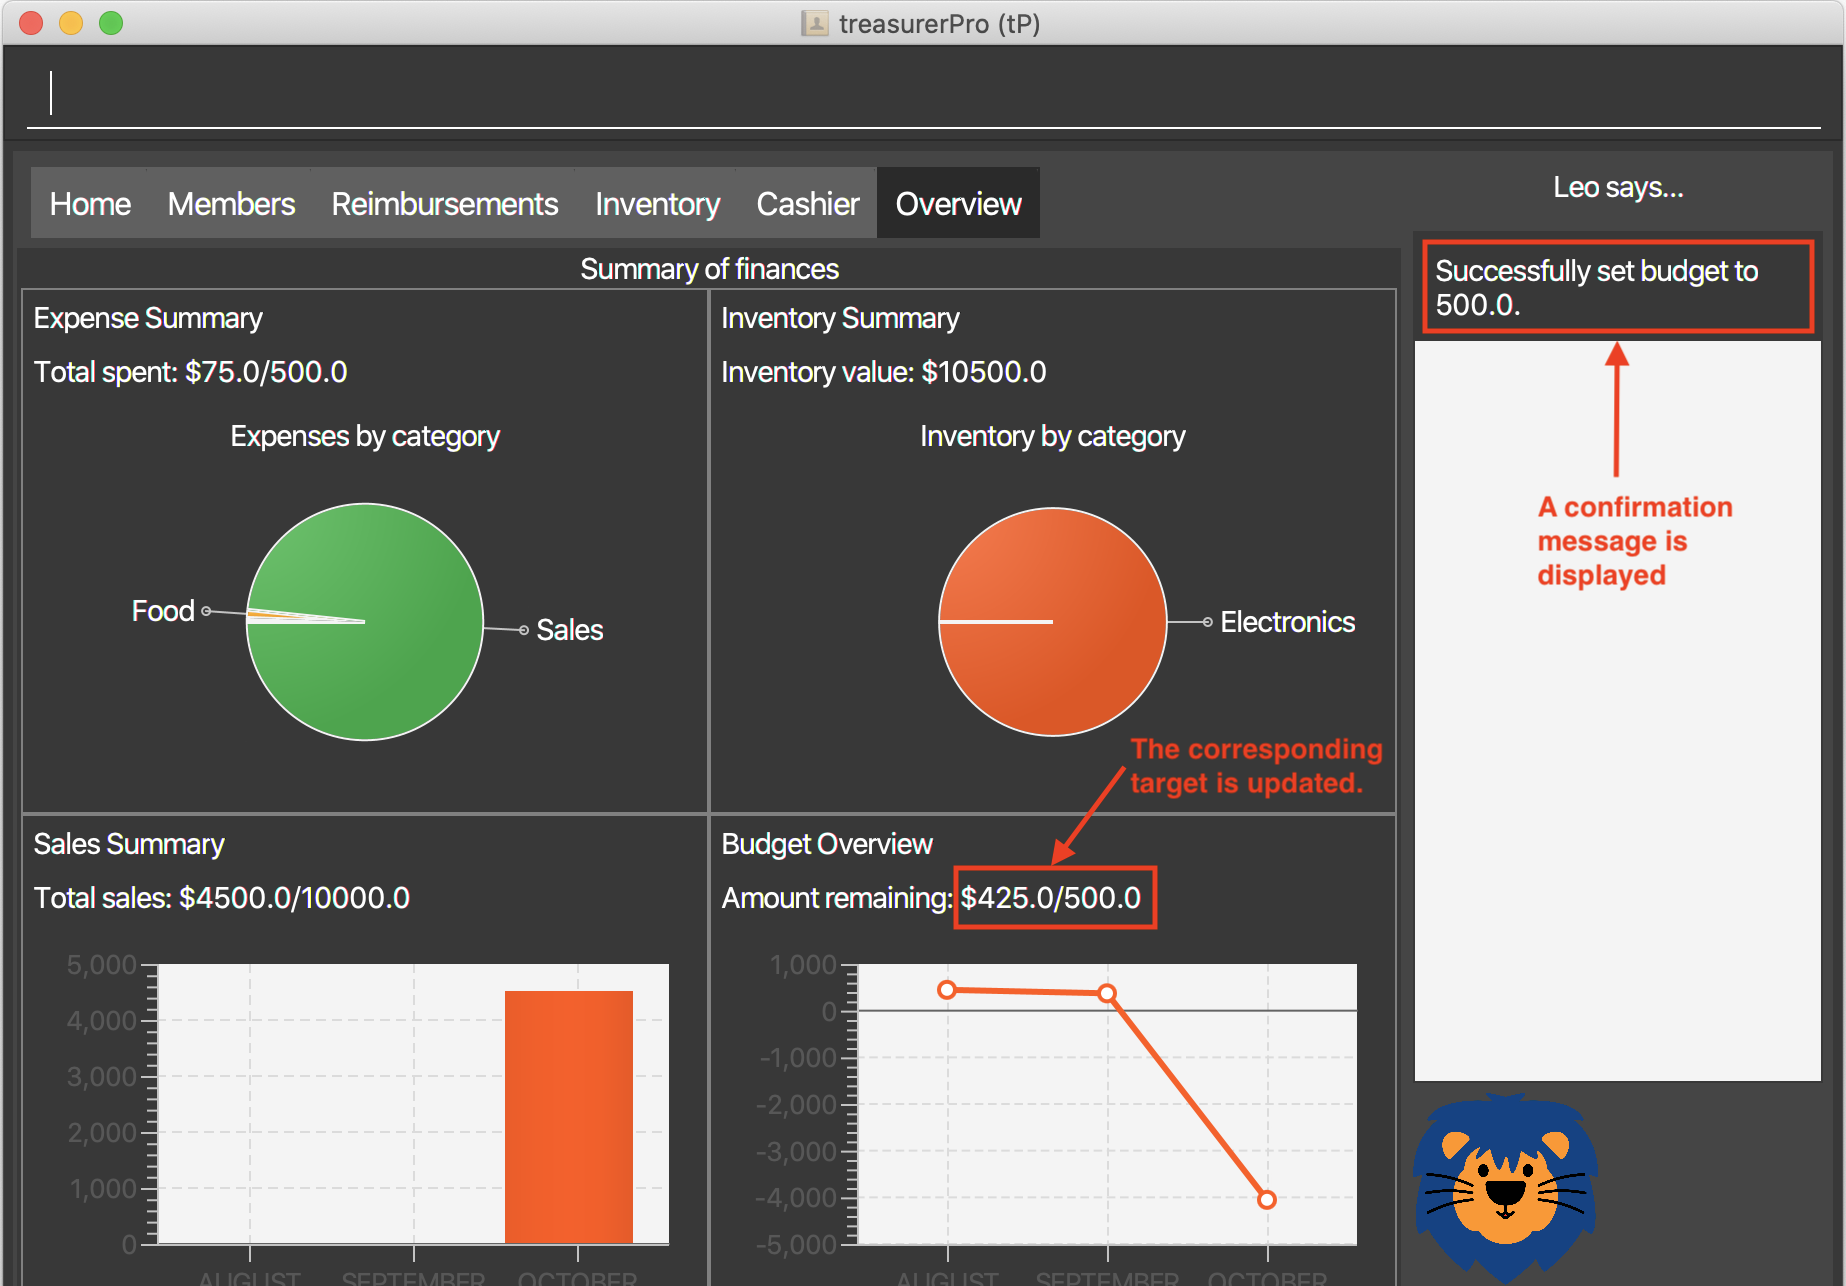 treasurerPro (tP)
Home Members Reimbursements Inventory Cashier Overview
Leo says...
Successfully set budget to
500.0.
A confirmation
message is
displayed
Summary of finances
Expense Summary
Total spent: $75.0/500.0
Expenses by category
Food
Sales
Inventory Summary
Inventory value: $10500.0
Inventory by category
Electronics
The corresponding
target is updated.
Sales Summary
Total sales: $4500.0/10000.0
5,000
4,000
3,000
2,000
1,000
0
AUGUST SEPTEMBER OCTOBER
Budget Overview
Amount remaining: $425.0/500.0
1,000
0
-1,000
-2,000
-3,000
-4,000
-5,000
AUGUST SEPTEMBER OCTOBER